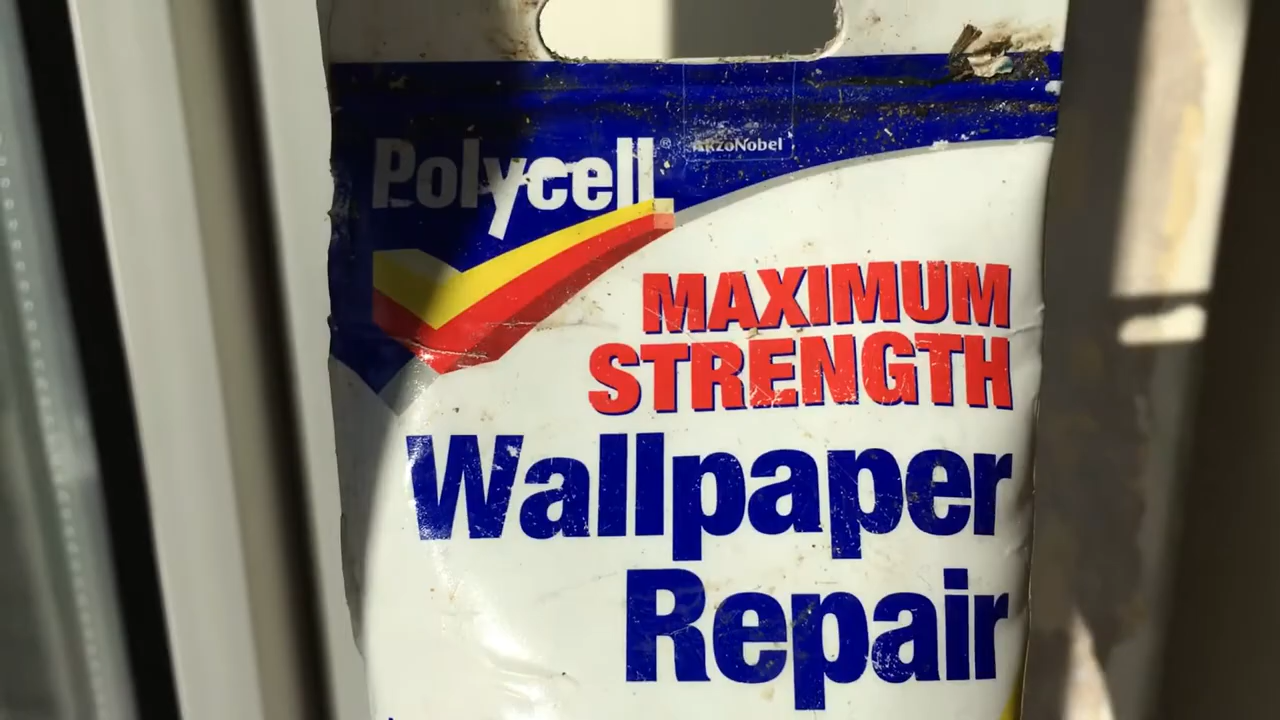 Polycell®
AkzoNobel
MAXIMUM
STRENGTH
Wallpaper
Repair